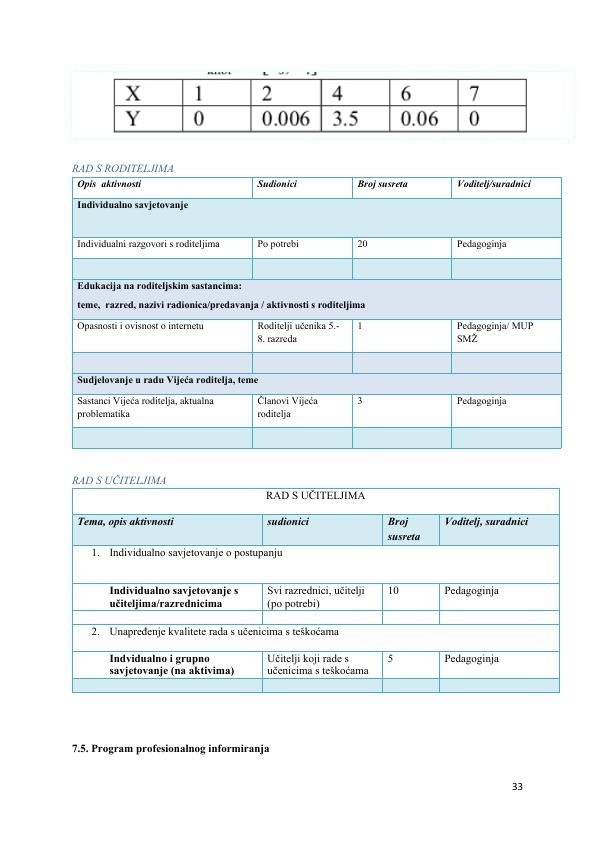 X 1 2 4 6 7
Y 0 0.006 3.5 0.06 0
RAD S RODITELJIMA
Opis aktivnosti Sudionici Broj susreta Voditelj/suradnici
Individualno savjetovanje
Individualni razgovori s roditeljima Po potrebi 20 Pedagoginja
Edukacija na roditeljskim sastancima:
teme, razred, nazivi radionica/predavanja / aktivnosti s roditeljima
Opasnosti i ovisnost o internetu Roditelji učenika 5.- 1 Pedagoginja/ MUP
8. razreda SMŽ
Sudjelovanje u radu Vijeća roditelja, teme
Sastanci Vijeća roditelja, aktualna Članovi Vijeća 3 Pedagoginja
problematika roditelja
RAD S UČITELJIMA
RAD S UČITELJIMA
Tema, opis aktivnosti sudionici Broj Voditelj, suradnici
susreta
1. Individualno savjetovanje o postupanju
Individualno savjetovanje s Svi razrednici, učitelji 10 Pedagoginja
učiteljima/razrednicima (po potrebi)
2. Unapređenje kvalitete rada s učenicima s teškoćama
Indvidualno i grupno Učitelji koji rade s 5 Pedagoginja
savjetovanje (na aktivima) učenicima s teškoćama
7.5. Program profesionalnog informiranja
33